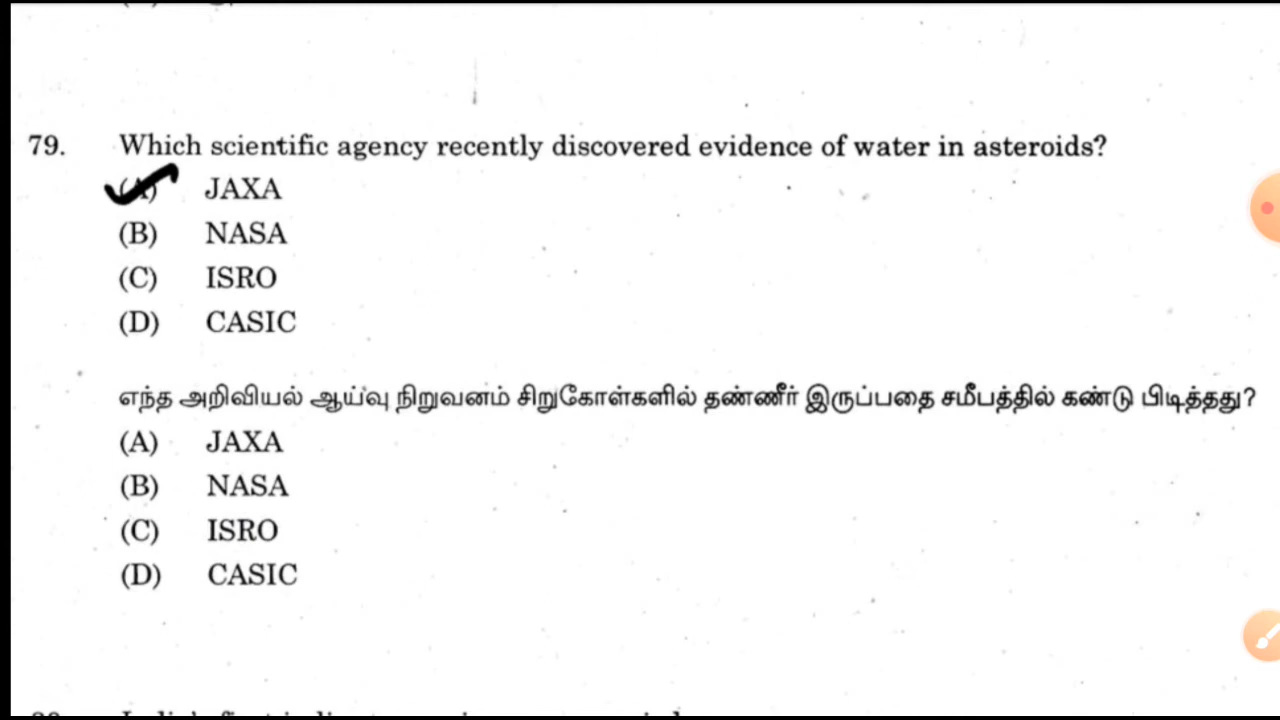 79. Which scientific agency recently discovered evidence of water in asteroids?
(A) JAXA
(B) NASA
(C) ISRO
(D) CASIC
எந்த அறிவியல் ஆய்வு நிறுவனம் சிறுகோள்களில் தண்ணீர் இருப்பதை சமீபத்தில் கண்டு பிடித்தது?
(A) JAXA
(B) NASA
(C) ISRO
(D) CASIC